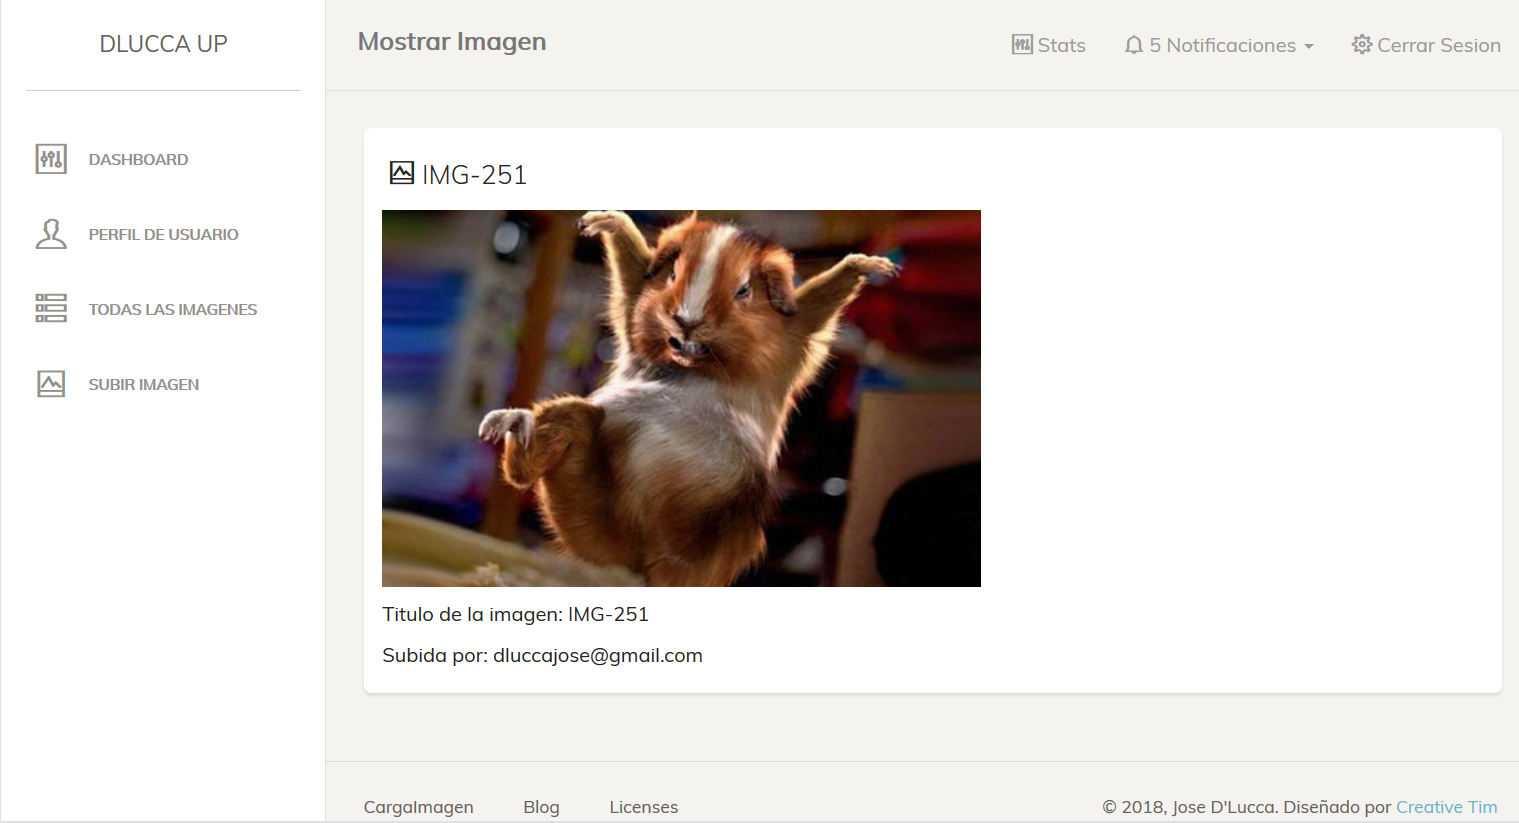 DLUCCA UP
DASHBOARD
PERFIL DE USUARIO
TODAS LAS IMAGENES
SUBIR IMAGEN
Mostrar Imagen
Stats
5 Notificaciones
Cerrar Sesion
IMG-251
Titulo de la imagen: IMG-251
Subida por: dluccajose@gmail.com
CargaImagen
Blog
Licenses
© 2018, Jose D'Lucca. Diseñado por Creative Tim